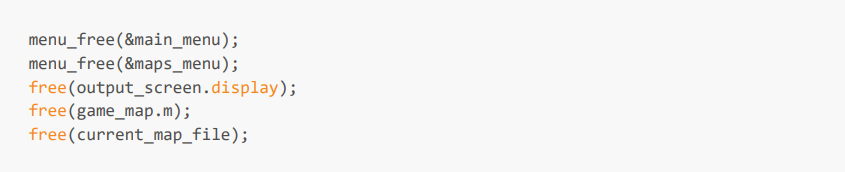 menu_free(&main_menu);
menu_free(&maps_menu);
free(output_screen.display);
free(game_map.m);
free(current_map_file);